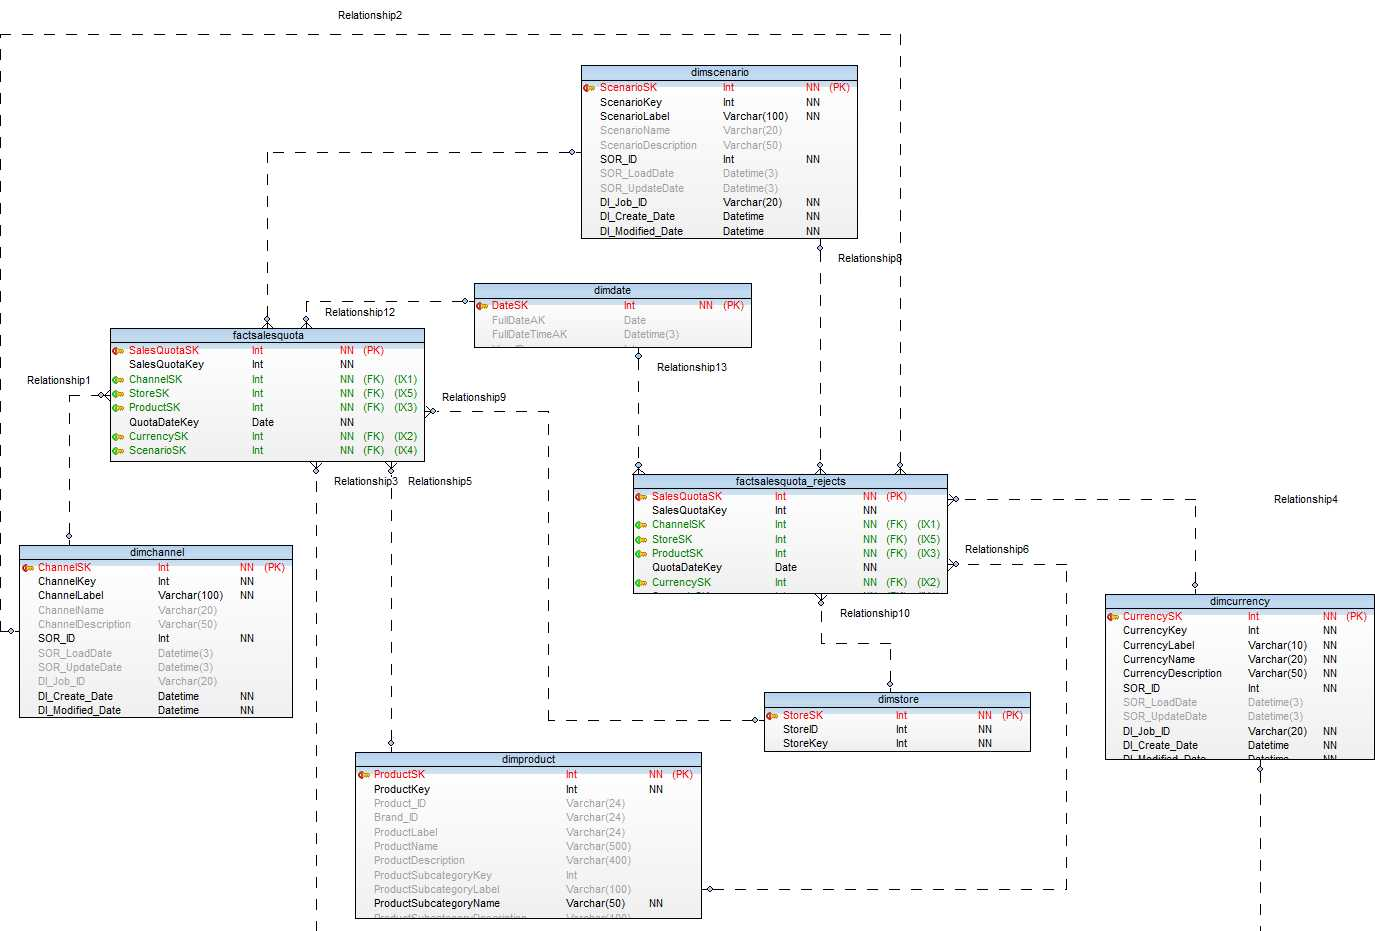 Relationship2
dimscenario
ScenarioSK Int NN (PK)
ScenarioKey Int NN
ScenarioLabel Varchar(100) NN
ScenarioName Varchar(20)
ScenarioDescription Varchar(50)
SOR_ID Int NN
SOR_LoadDate Datetime(3)
SOR_UpdateDate Datetime(3)
DI_Job_ID Varchar(20) NN
DI_Create_Date Datetime NN
DI_Modified_Date Datetime NN
Relationship8
dimdate
DateSK Int NN (PK)
FullDateAK Date
FullDateTimeAK Datetime(3)
Relationship12
Relationship13
factsalesquota
SalesQuotaSK Int NN (PK)
SalesQuotaKey Int NN
ChannelSK Int NN (FK) (IX1)
StoreSK Int NN (FK) (IX5)
ProductSK Int NN (FK) (IX3)
QuotaDateKey Date NN
CurrencySK Int NN (FK) (IX2)
ScenarioSK Int NN (FK) (IX4)
Relationship1
Relationship9
Relationship3
Relationship5
factsalesquota_rejects
SalesQuotaSK Int NN (PK)
SalesQuotaKey Int NN
ChannelSK Int NN (FK) (IX1)
StoreSK Int NN (FK) (IX5)
ProductSK Int NN (FK) (IX3)
QuotaDateKey Date NN
CurrencySK Int NN (FK) (IX2)
Relationship4
Relationship6
Relationship10
dimchannel
ChannelSK Int NN (PK)
ChannelKey Int NN
ChannelLabel Varchar(100) NN
ChannelName Varchar(20)
ChannelDescription Varchar(50)
SOR_ID Int NN
SOR_LoadDate Datetime(3)
SOR_UpdateDate Datetime(3)
DI_Job_ID Varchar(20)
DI_Create_Date Datetime NN
DI_Modified_Date Datetime NN
dimcurrency
CurrencySK Int NN (PK)
CurrencyKey Int NN
CurrencyLabel Varchar(10) NN
CurrencyName Varchar(20) NN
CurrencyDescription Varchar(50) NN
SOR_ID Int NN
SOR_LoadDate Datetime(3)
SOR_UpdateDate Datetime(3)
DI_Job_ID Varchar(20) NN
DI_Create_Date Datetime NN
DI_Modified_Date Datetime NN
dimstore
StoreSK Int NN (PK)
StoreID Int NN
StoreKey Int NN
dimproduct
ProductSK Int NN (PK)
ProductKey Int NN
Product_ID Varchar(24)
Brand_ID Varchar(24)
ProductLabel Varchar(24)
ProductName Varchar(500)
ProductDescription Varchar(400)
ProductSubcategoryKey Int
ProductSubcategoryLabel Varchar(100)
ProductSubcategoryName Varchar(50) NN
ProductSubcategoryDescription Varchar(100)